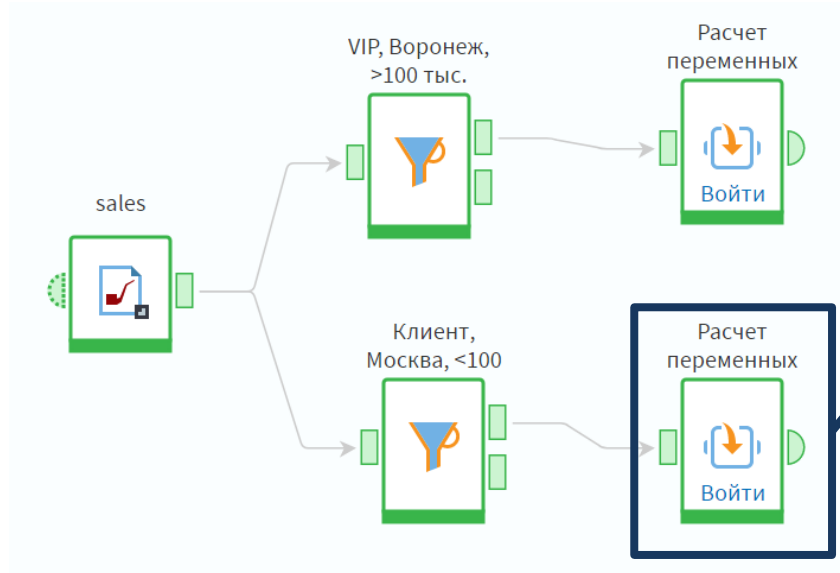 VIP, Воронеж,
>100 тыс.
Расчет
переменных
Войти
sales
Клиент,
Москва, <100
Расчет
переменных
Войти